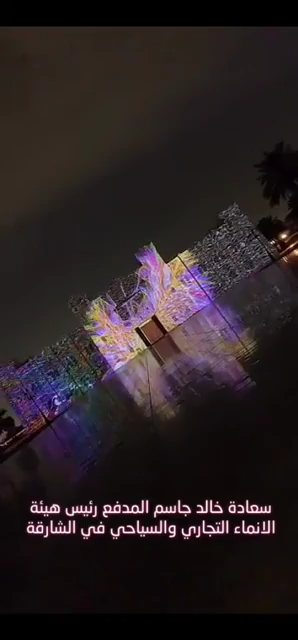 سعادة خالد جاسم المدفع رئيس هيئة
الانماء التجاري والسياحي في الشارقة